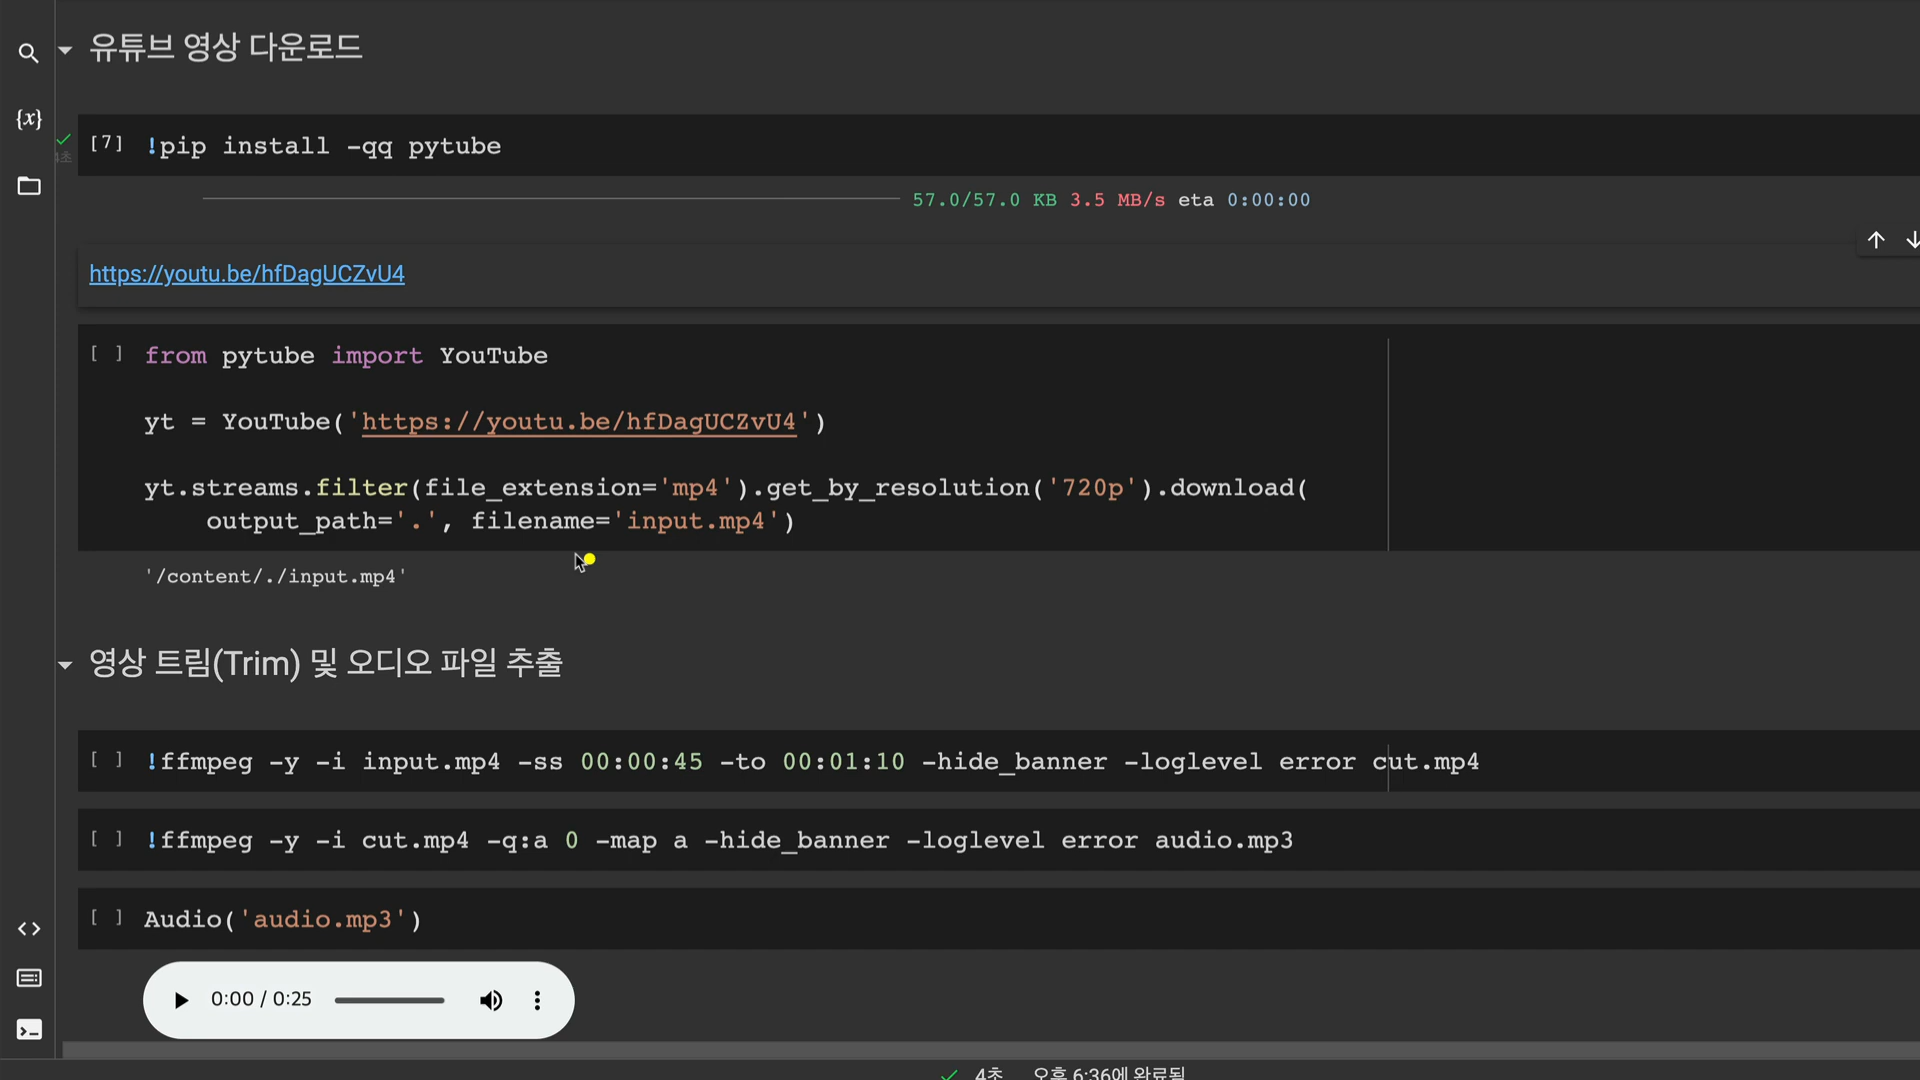 유튜브 영상 다운로드
{x}
4초
[7] !pip install -qq pytube
57.0/57.0 KB 3.5 MB/s eta 0:00:00
https://youtu.be/hfDagUCZvU4
[ ] from pytube import YouTube
yt = YouTube('https://youtu.be/hfDagUCZvU4')
yt.streams.filter(file_extension='mp4').get_by_resolution('720p').download(
output_path='.', filename='input.mp4')
'/content/./input.mp4'
영상 트림(Trim) 및 오디오 파일 추출
[ ] !ffmpeg -y -i input.mp4 -ss 00:00:45 -to 00:01:10 -hide_banner -loglevel error cut.mp4
[ ] !ffmpeg -y -i cut.mp4 -q:a 0 -map a -hide_banner -loglevel error audio.mp3
[ ] Audio('audio.mp3')
0:00 / 0:25
4초 오후 6:36에 완료됨